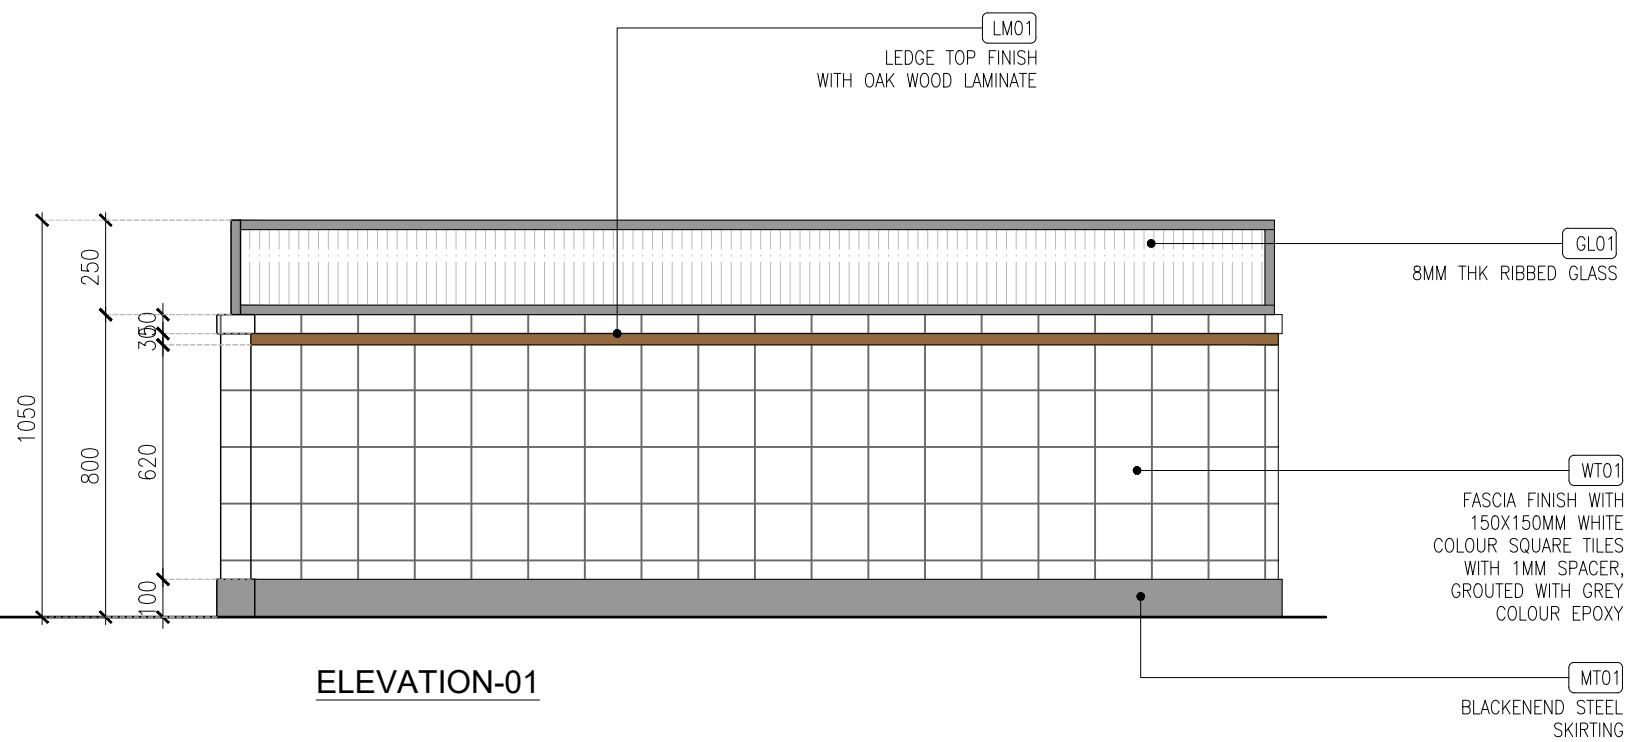 LM01
LEDGE TOP FINISH
WITH OAK WOOD LAMINATE
GL01
8MM THK RIBBED GLASS
250
50
30
1050
800
620
100
WT01
FASCIA FINISH WITH
150X150MM WHITE
COLOUR SQUARE TILES
WITH 1MM SPACER,
GROUTED WITH GREY
COLOUR EPOXY
ELEVATION-01
MT01
BLACKENEND STEEL
SKIRTING